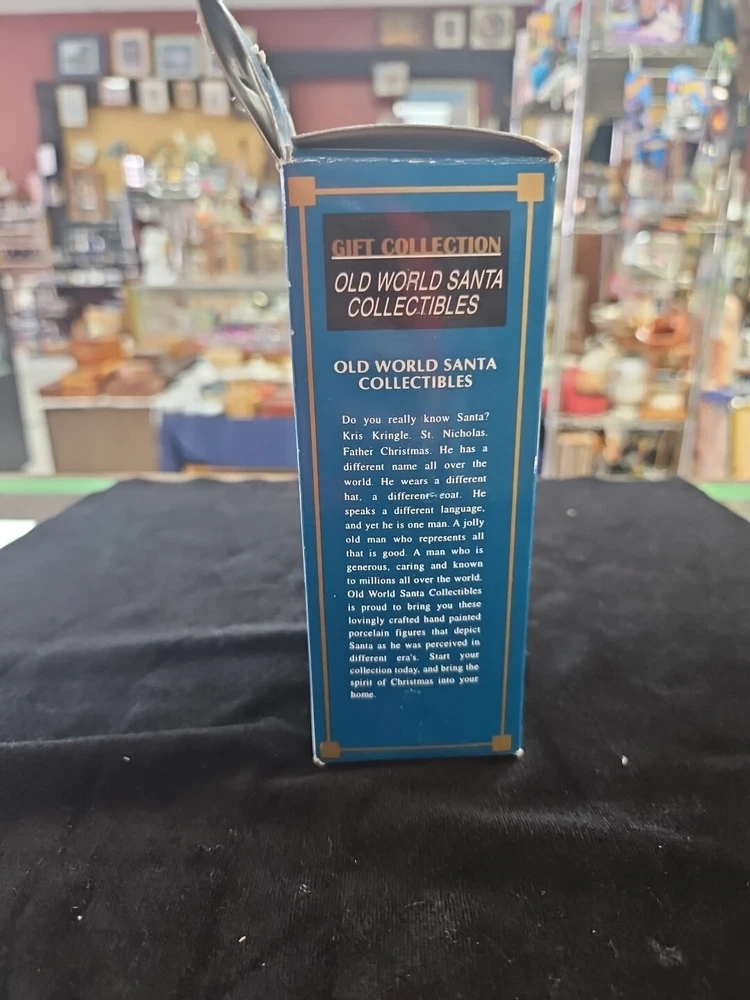 GIFT COLLECTION
OLD WORLD SANTA
COLLECTIBLES
OLD WORLD SANTA
COLLECTIBLES
Do you really know Santa?
Kris Kringle. St. Nicholas.
Father Christmas. He has a
different name all over the
world. He wears a different
hat, a different coat. He
speaks a different language,
and yet he is one man. A jolly
old man who represents all
that is good. A man who is
generous, caring and known
to millions all over the world.
Old World Santa Collectibles
is proud to bring you these
lovingly crafted hand painted
porcelain figures that depict
Santa as he was perceived in
different era's. Start your
collection today, and bring the
spirit of Christmas into your
home.